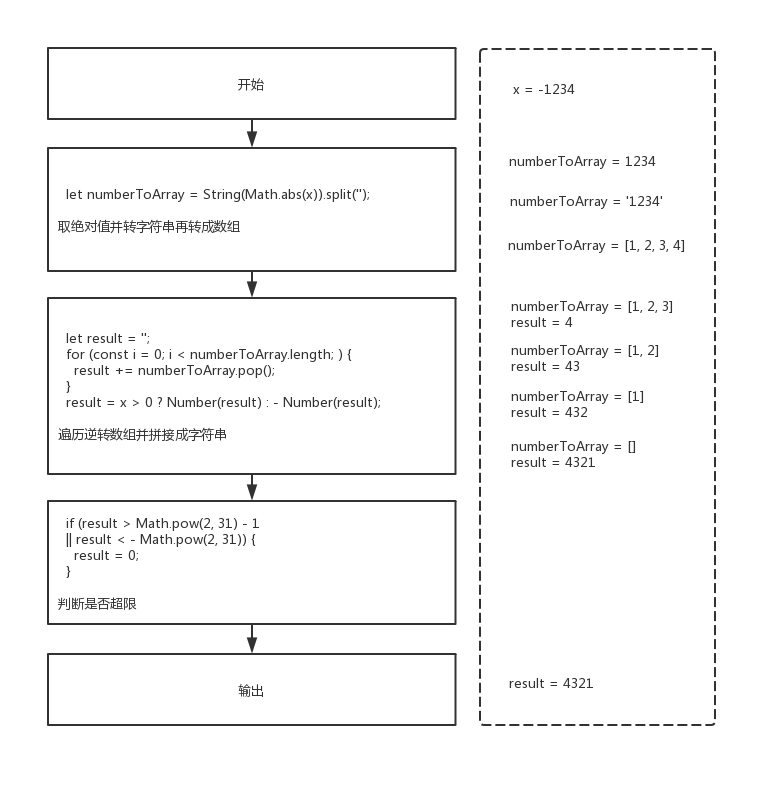 开始
let numberToArray = String(Math.abs(x)).split('');
取绝对值并转字符串再转成数组
let result = '';
for (const i = 0; i < numberToArray.length; ) {
result += numberToArray.pop();
}
result = x > 0 ? Number(result) : - Number(result);
遍历逆转数组并拼接成字符串
if (result > Math.pow(2, 31) - 1
|| result < - Math.pow(2, 31)) {
result = 0;
}
判断是否超限
输出
x = -1234
numberToArray = 1234
numberToArray = '1234'
numberToArray = [1, 2, 3, 4]
numberToArray = [1, 2, 3]
result = 4
numberToArray = [1, 2]
result = 43
numberToArray = [1]
result = 432
numberToArray = []
result = 4321
result = 4321